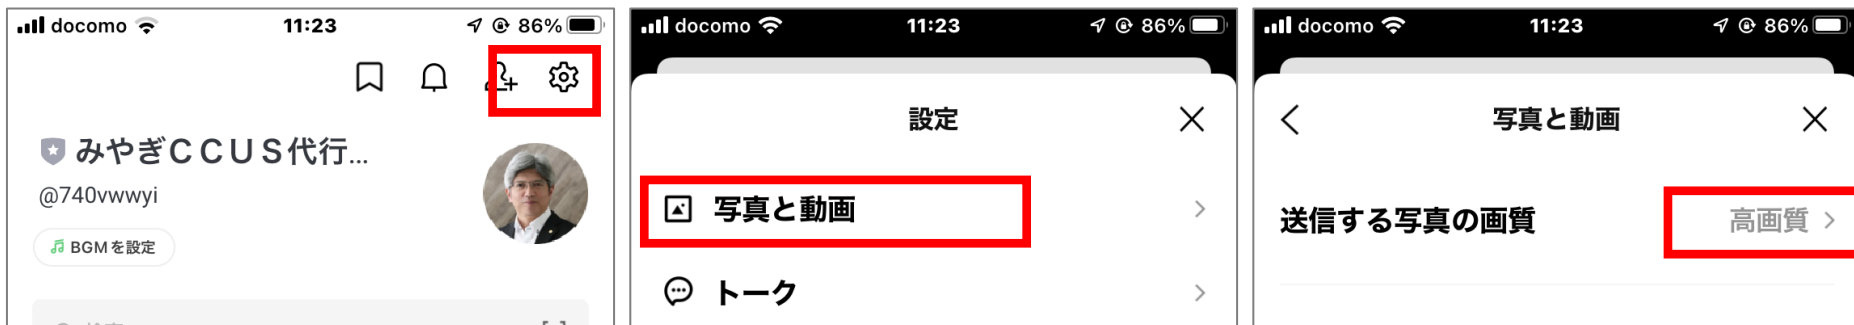 docomo
11:23
86%
みやぎＣＣＵＳ代行...
@740vwwyi
BGMを設定
docomo
11:23
86%
設定
写真と動画
トーク
docomo
11:23
86%
写真と動画
送信する写真の画質
高画質